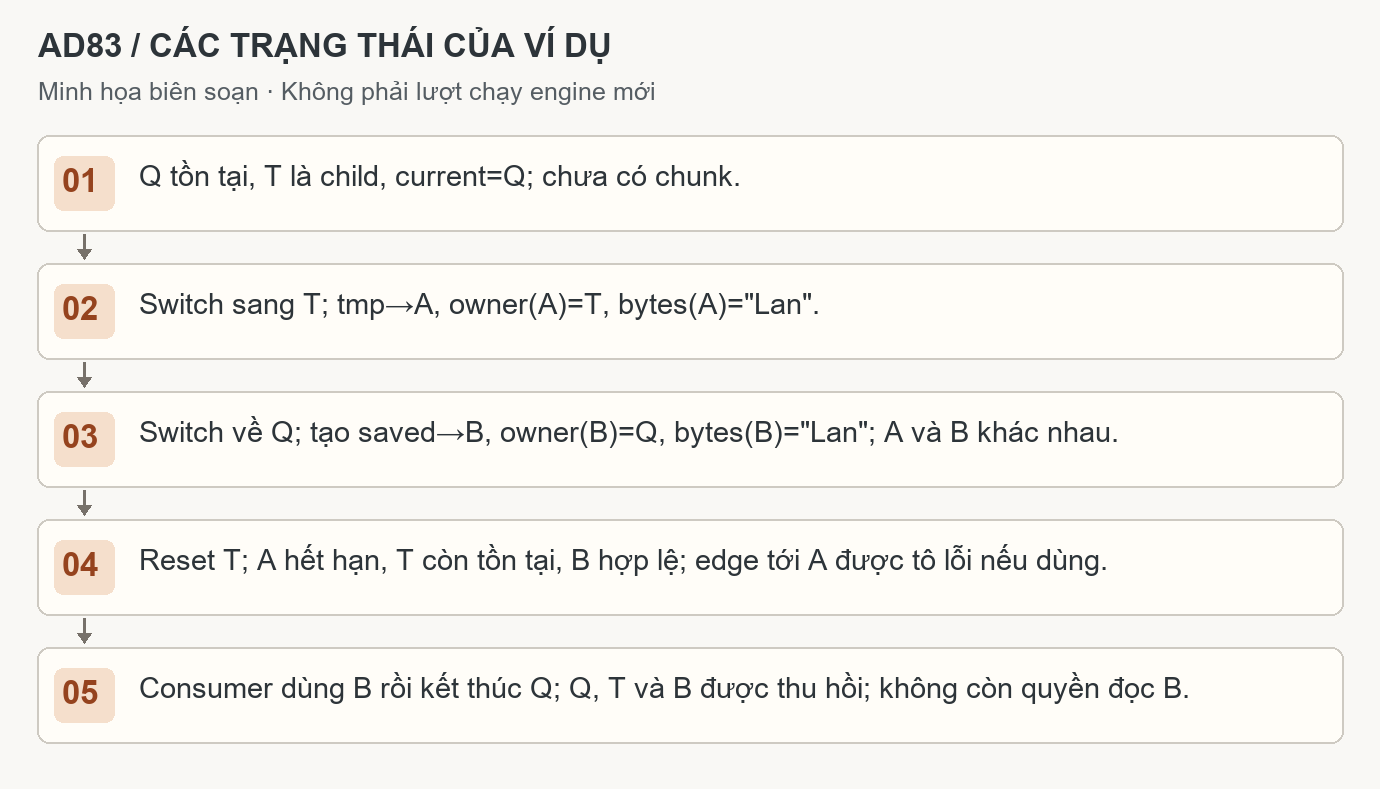 AD83 / CÁC TRẠNG THÁI CỦA VÍ DỤ
Minh họa biên soạn · Không phải lượt chạy engine mới
01
Q tồn tại, T là child, current=Q; chưa có chunk.
02
Switch sang T; tmp→A, owner(A)=T, bytes(A)="Lan".
03
Switch về Q; tạo saved→B, owner(B)=Q, bytes(B)="Lan"; A và B khác nhau.
04
Reset T; A hết hạn, T còn tồn tại, B hợp lệ; edge tới A được tô lỗi nếu dùng.
05
Consumer dùng B rồi kết thúc Q; Q, T và B được thu hồi; không còn quyền đọc B.